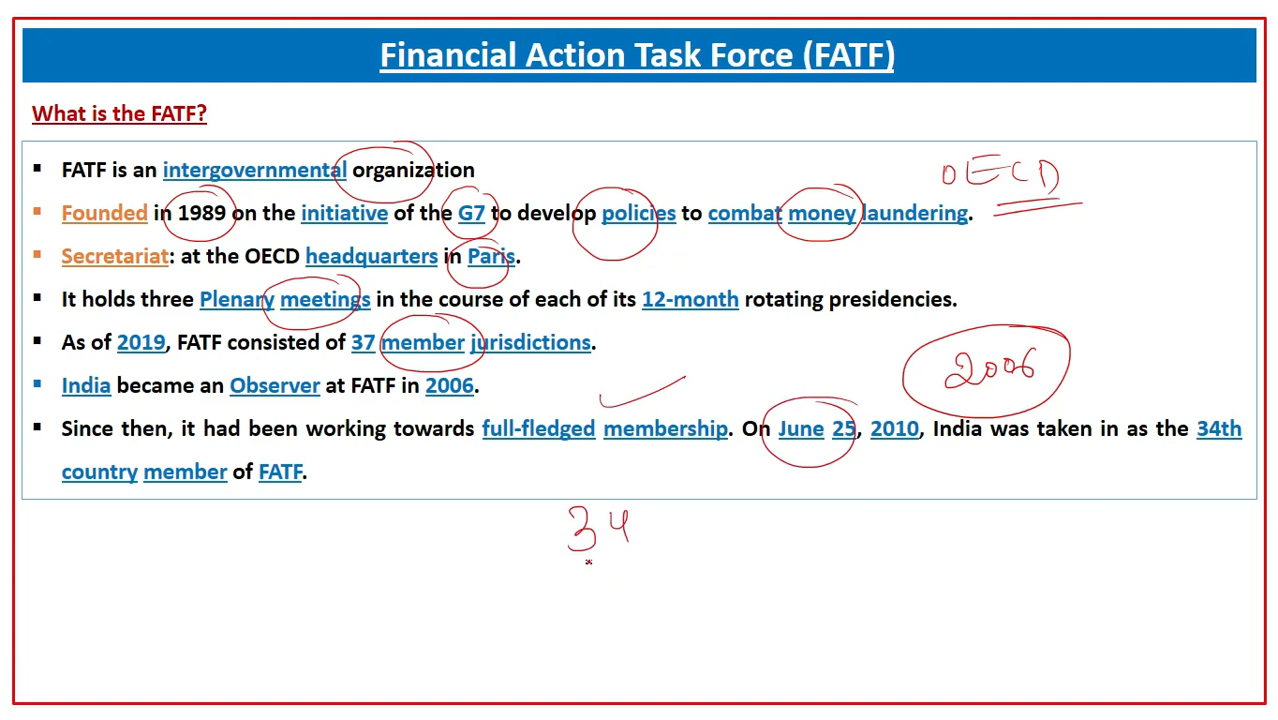 Financial Action Task Force (FATF)
What is the FATF?
▪ FATF is an intergovernmental organization
OECD
▪ Founded in 1989 on the initiative of the G7 to develop policies to combat money laundering.
▪ Secretariat: at the OECD headquarters in Paris.
▪ It holds three Plenary meetings in the course of each of its 12-month rotating presidencies.
▪ As of 2019, FATF consisted of 37 member jurisdictions.
2006
▪ India became an Observer at FATF in 2006.
▪ Since then, it had been working towards full-fledged membership. On June 25, 2010, India was taken in as the 34th
country member of FATF.
34